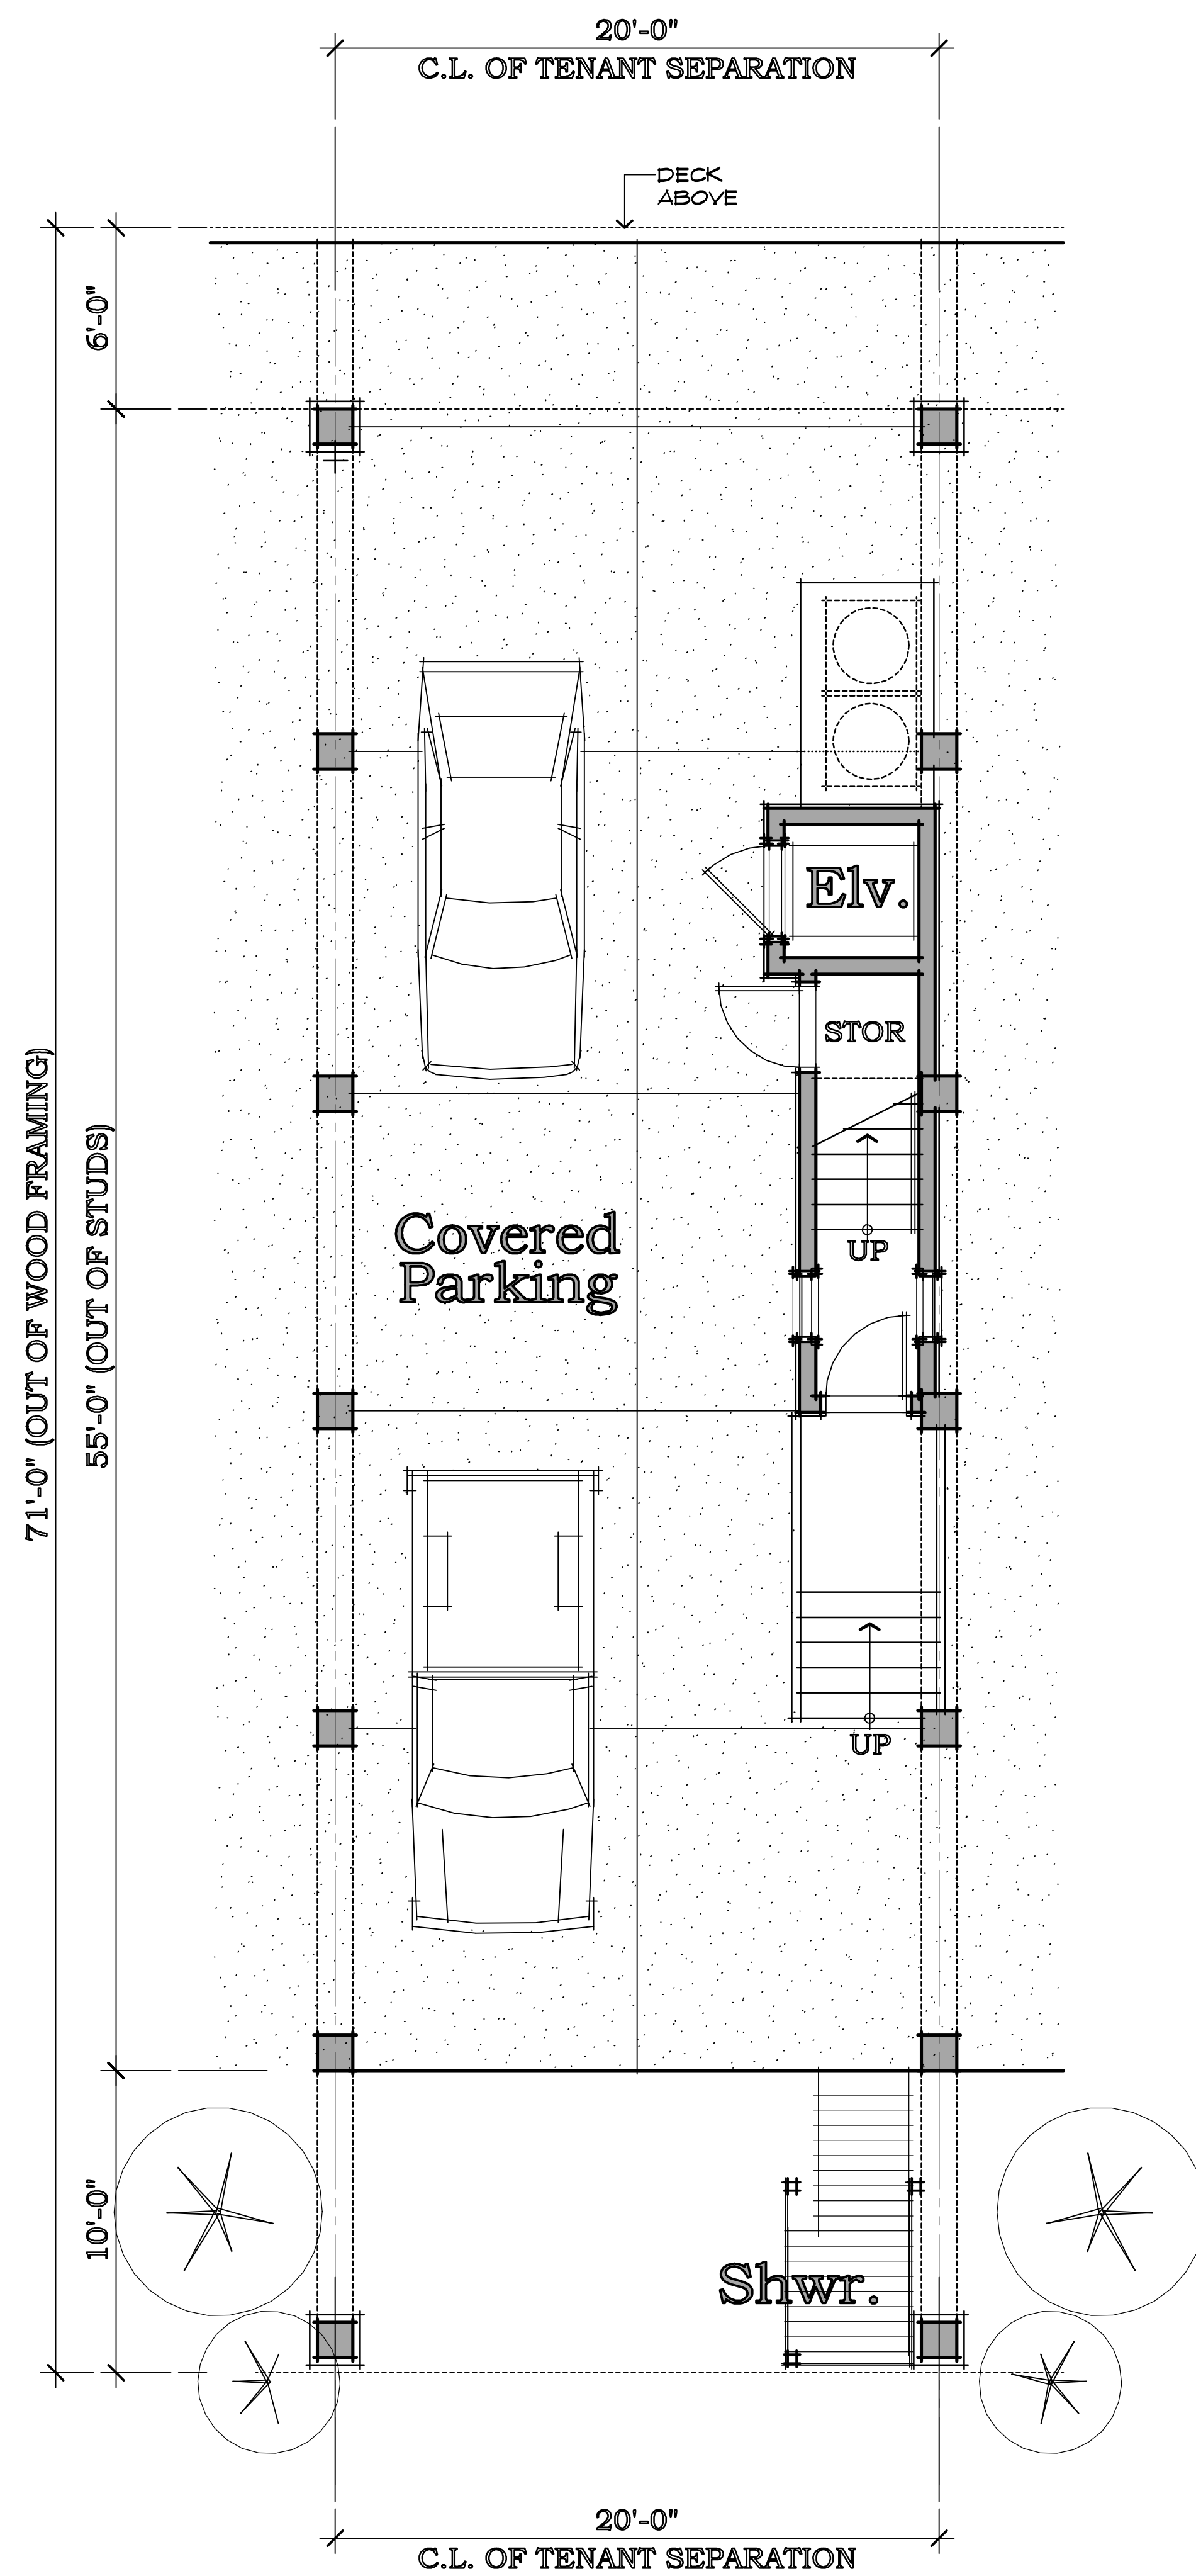 20'-0"
C.L. OF TENANT SEPARATION
DECK
ABOVE
6'-0"
Elv.
STOR
71'-0" (OUT OF WOOD FRAMING)
55'-0" (OUT OF STUDS)
Covered
Parking
UP
UP
10'-0"
Shwr.
20'-0"
C.L. OF TENANT SEPARATION